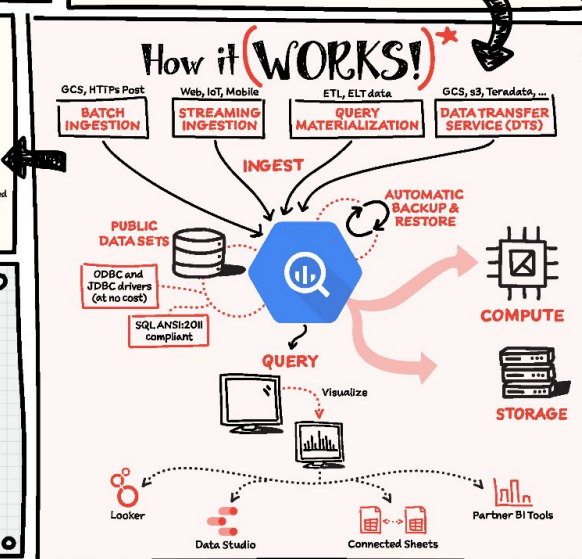 How it (WORKS!)*
GCS, HTTPs Post
BATCH
INGESTION
Web, IoT, Mobile
STREAMING
INGESTION
ETL, ELT data
QUERY
MATERIALIZATION
GCS, s3, Teradata, ...
DATA TRANSFER
SERVICE (DTS)
INGEST
AUTOMATIC
BACKUP &
RESTORE
PUBLIC
DATA SETS
ODBC and
JDBC drivers
(at no cost)
SQL ANSI:2011
compliant
COMPUTE
STORAGE
QUERY
Visualize
Looker
Data Studio
Connected Sheets
Partner BI Tools